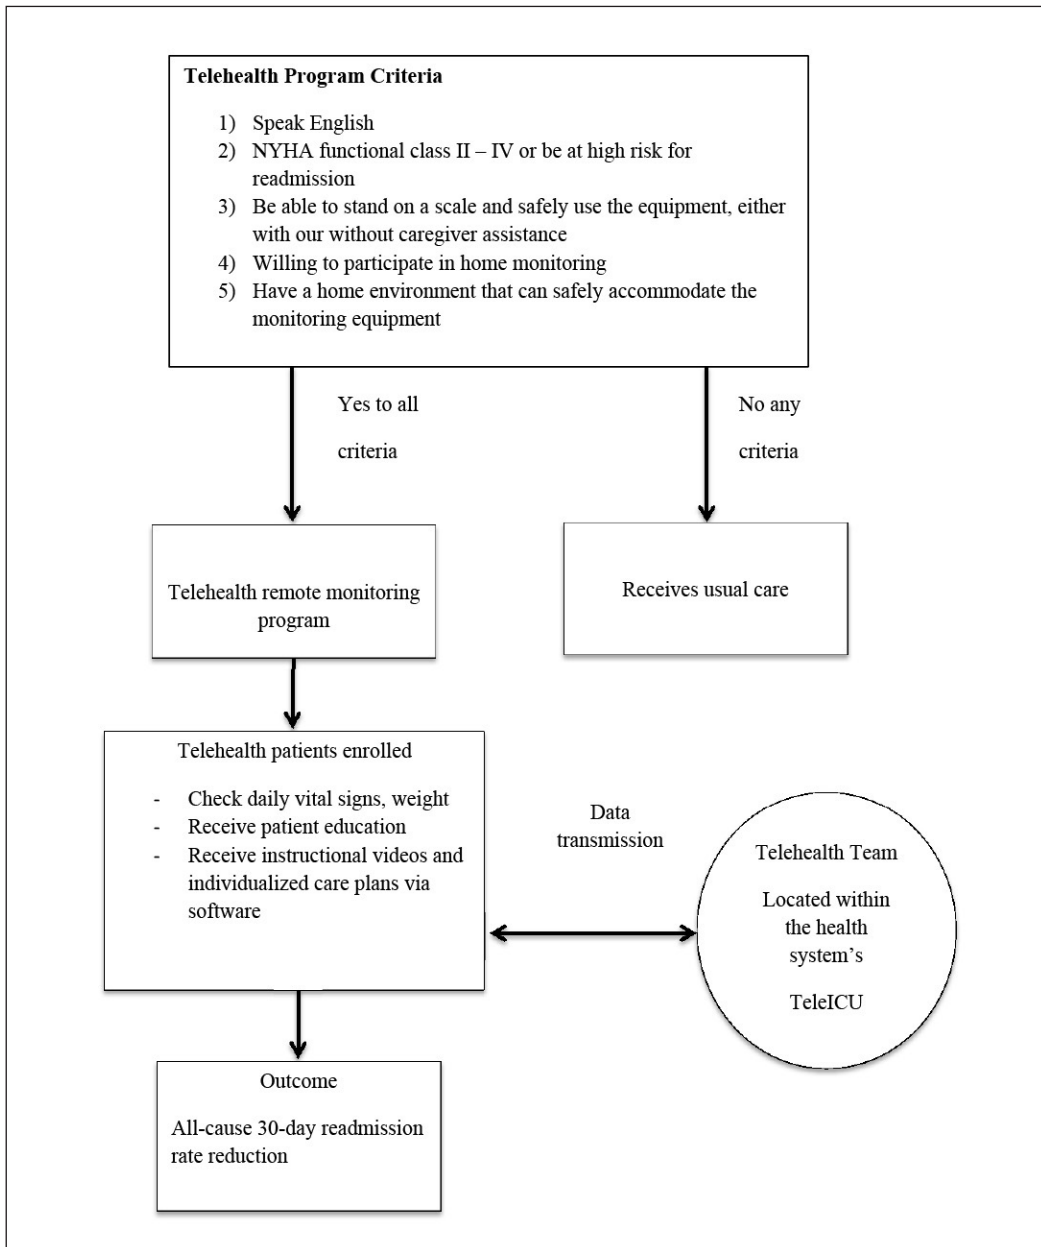 Telehealth Program Criteria
1) Speak English
2) NYHA functional class II – IV or be at high risk for
readmission
3) Be able to stand on a scale and safely use the equipment, either
with our without caregiver assistance
4) Willing to participate in home monitoring
5) Have a home environment that can safely accommodate the
monitoring equipment
Yes to all
criteria
No any
criteria
Telehealth remote monitoring
program
Receives usual care
Telehealth patients enrolled
- Check daily vital signs, weight
- Receive patient education
- Receive instructional videos and
individualized care plans via
software
Data
transmission
Telehealth Team
Located within
the health
system’s
TeleICU
Outcome
All-cause 30-day readmission
rate reduction